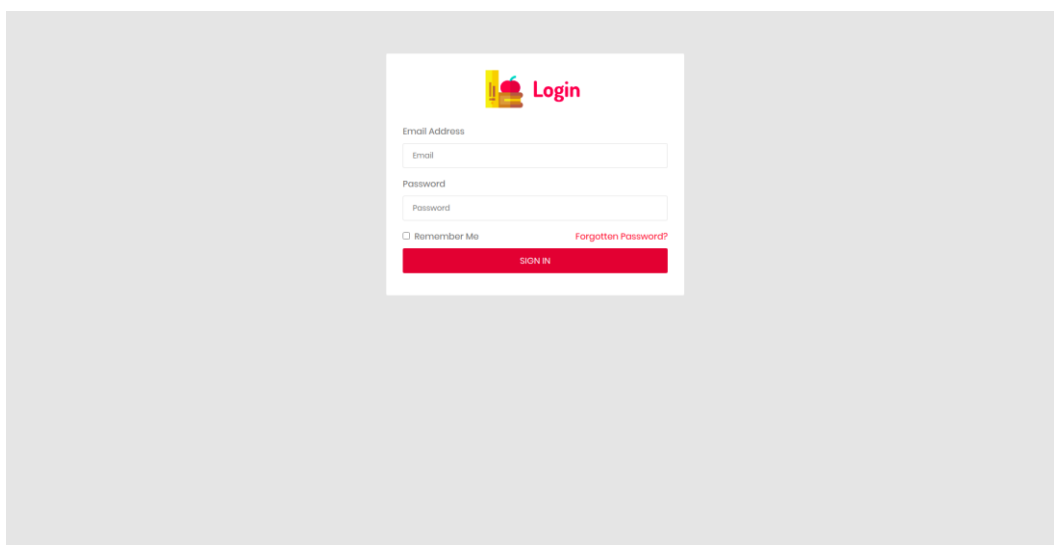 Login
Email Address
Email
Password
Password
Remember Me Forgotten Password?
SIGN IN